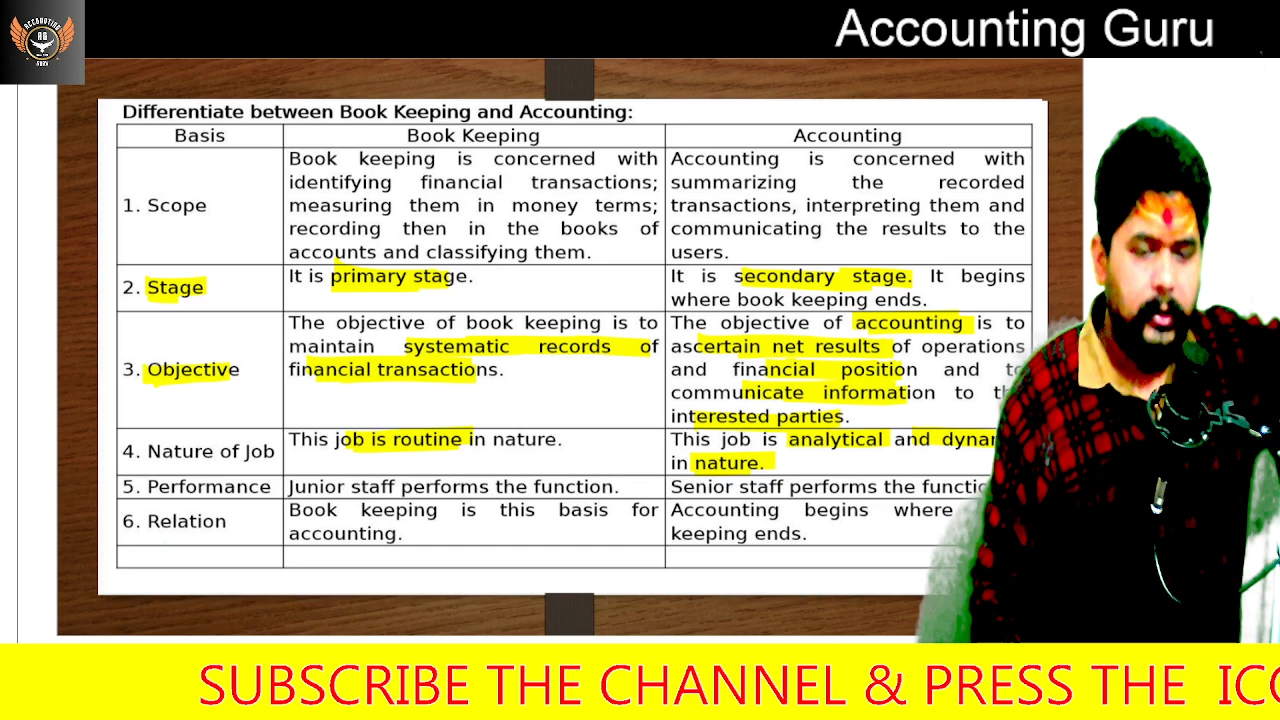 Accounting Guru
ACCOUNTING
AG
GURU
Differentiate between Book Keeping and Accounting:
Basis
Book Keeping
Accounting
1. Scope
Book keeping is concerned with
identifying financial transactions;
measuring them in money terms;
recording then in the books of
accounts and classifying them.
Accounting is concerned with
summarizing the recorded
transactions, interpreting them and
communicating the results to the
users.
2. Stage
It is primary stage.
It is secondary stage. It begins
where book keeping ends.
3. Objective
The objective of book keeping is to
maintain systematic records of
financial transactions.
The objective of accounting is to
ascertain net results of operations
and financial position and to
communicate information to
interested parties.
4. Nature of Job
This job is routine in nature.
This job is analytical and
in nature.
5. Performance
Junior staff performs the function.
Senior staff performs the
6. Relation
Book keeping is this basis for
accounting.
Accounting begins where
keeping ends.
SUBSCRIBE THE CHANNEL & PRESS THE